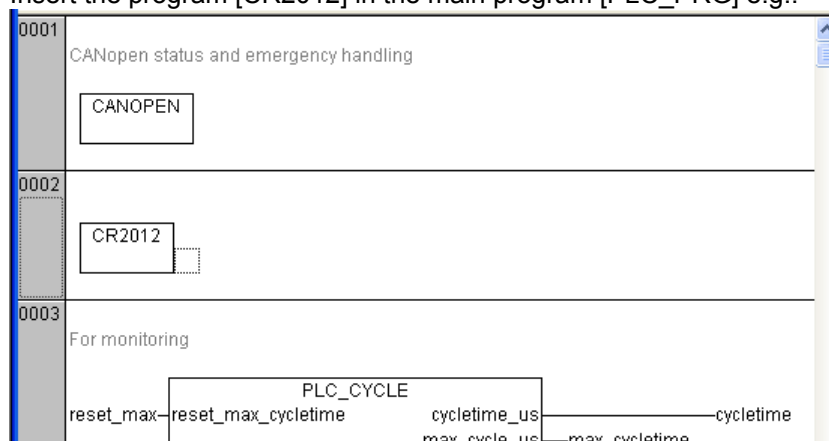 Insert the program [CR2012] in the main program [PLC_PRG] e.g.:
0001
CANopen status and emergency handling
CANOPEN
0002
CR2012
0003
For monitoring
PLC_CYCLE
reset_max reset_max_cycletime cycletime_us cycletime
max_cycle_us max_cycletime